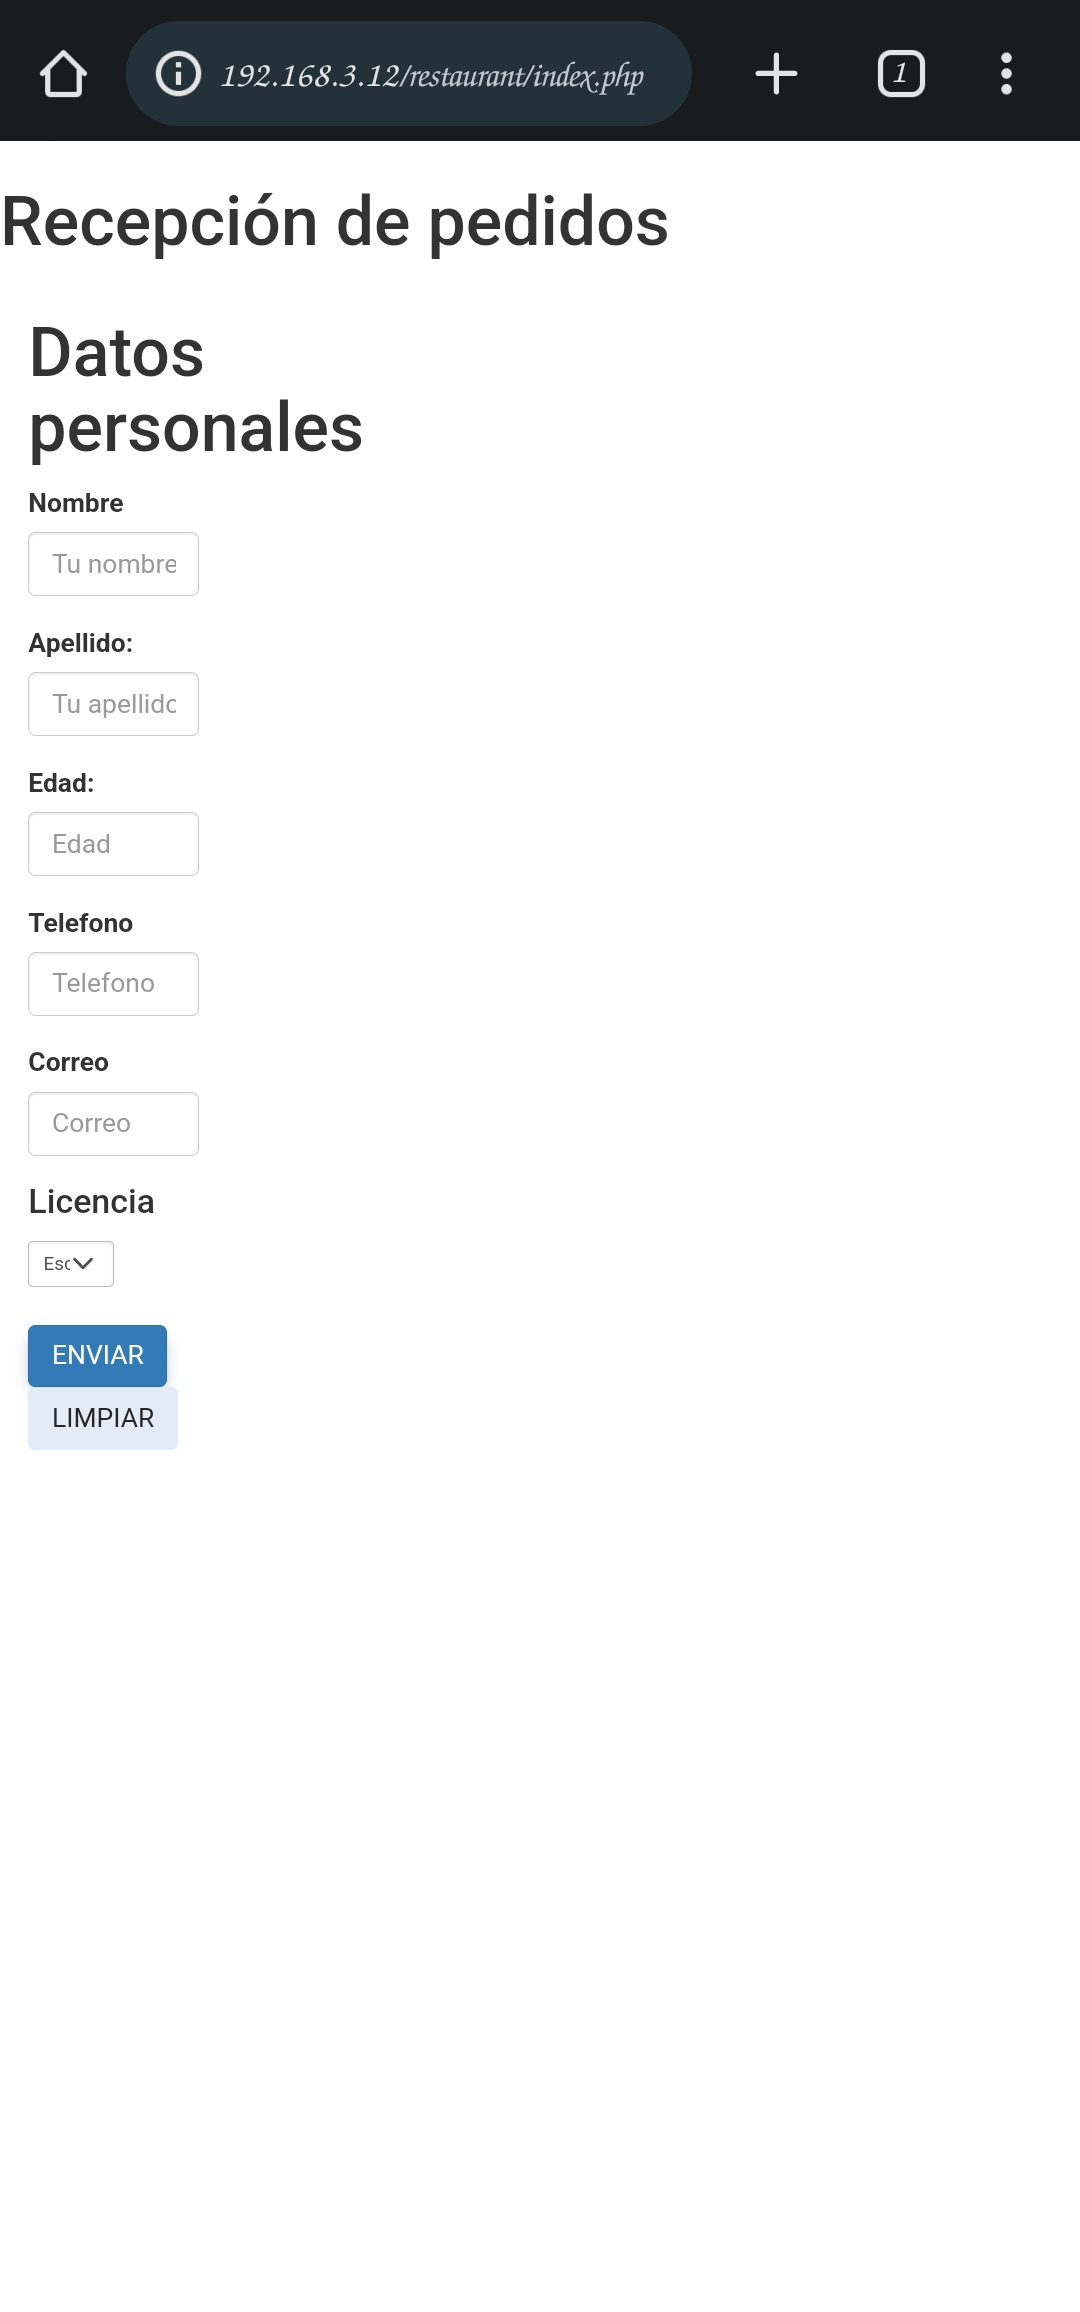 192.168.3.12/restaurant/index.php
1
Recepción de pedidos
Datos
personales
Nombre
Tu nombre
Apellido:
Tu apellido
Edad:
Edad
Telefono
Telefono
Correo
Correo
Licencia
Esc
ENVIAR
LIMPIAR